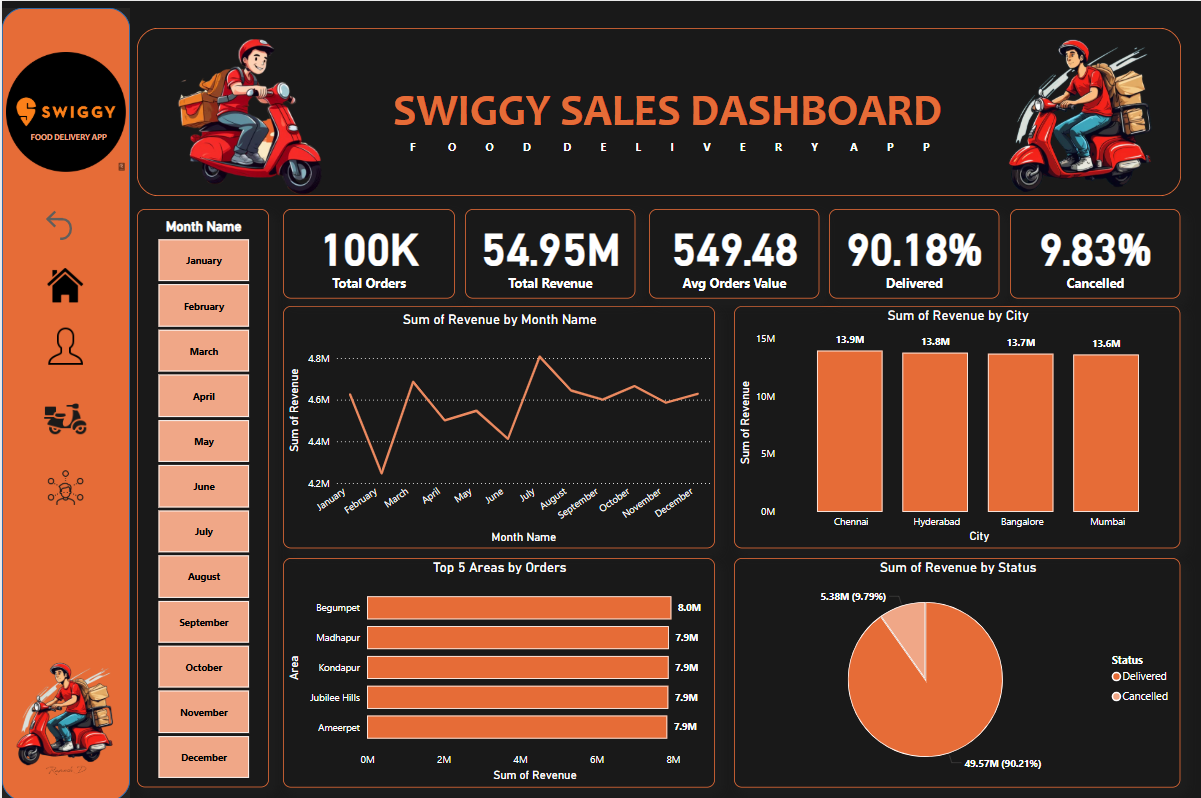 SWIGGY
FOOD DELIVERY APP
SWIGGY SALES DASHBOARD
F O O D D E L I V E R Y A P P
Month Name
January
February
March
April
May
June
July
August
September
October
November
December
100K
Total Orders
54.95M
Total Revenue
549.48
Avg Orders Value
90.18%
Delivered
9.83%
Cancelled
Sum of Revenue by Month Name
Sum of Revenue
4.8M
4.6M
4.4M
4.2M
January
February
March
April
May
June
July
August
September
October
November
December
Month Name
Sum of Revenue by City
Sum of Revenue
15M
10M
5M
0M
13.9M
13.8M
13.7M
13.6M
Chennai
Hyderabad
Bangalore
Mumbai
City
Top 5 Areas by Orders
Area
Begumpet 8.0M
Madhapur 7.9M
Kondapur 7.9M
Jubilee Hills 7.9M
Ameerpet 7.9M
0M 2M 4M 6M 8M
Sum of Revenue
Sum of Revenue by Status
5.38M (9.79%)
49.57M (90.21%)
Status
Delivered
Cancelled